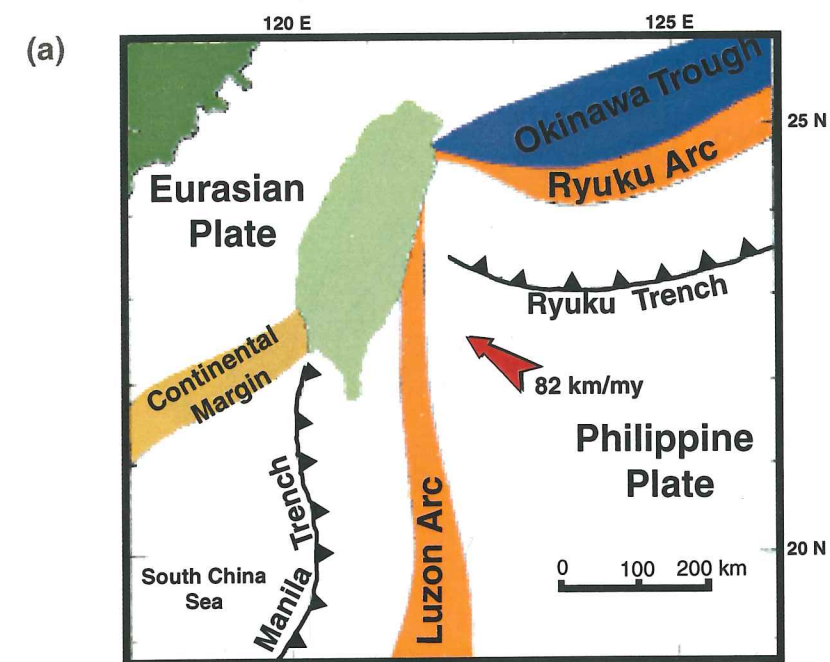 120 E
125 E
(a)
Okinawa Trough
25 N
Ryuku Arc
Eurasian
Plate
Ryuku Trench
Continental
Margin
82 km/my
Philippine
Plate
Manila Trench
Luzon Arc
20 N
0 100 200 km
South China
Sea